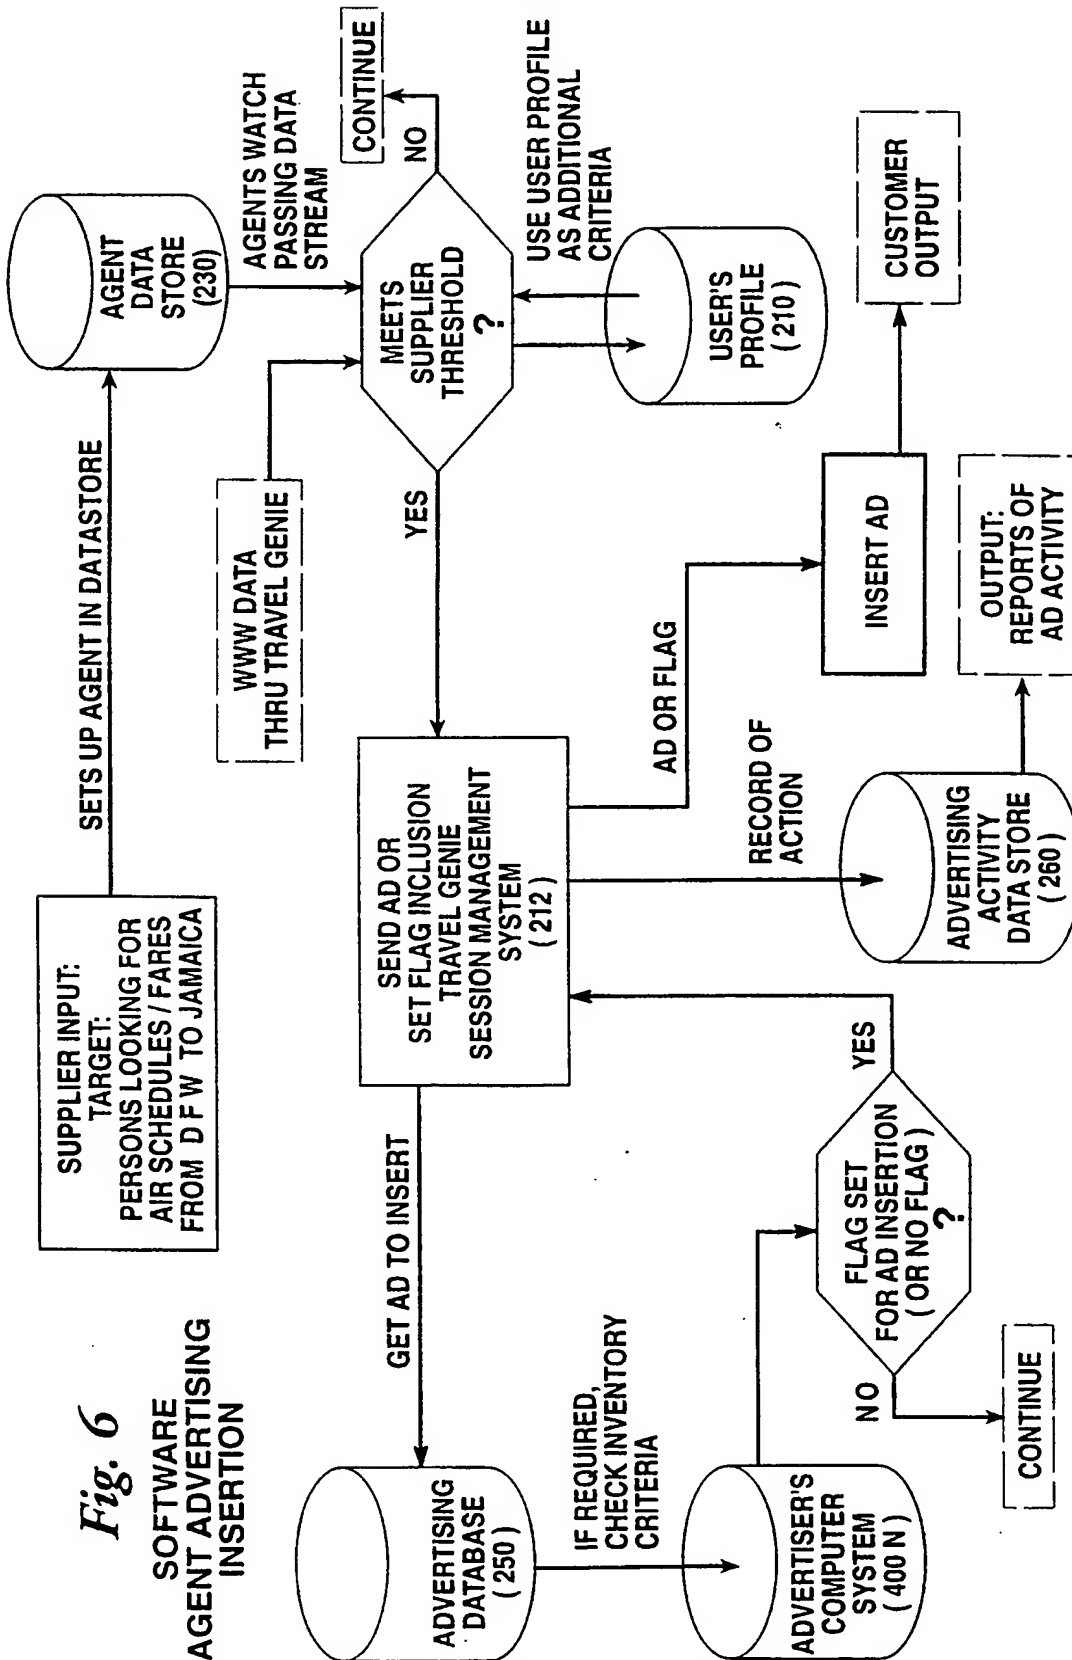 Fig. 6
SOFTWARE
AGENT ADVERTISING
INSERTION
SUPPLIER INPUT:
TARGET:
PERSONS LOOKING FOR
AIR SCHEDULES / FARES
FROM D F W TO JAMAICA
SETS UP AGENT IN DATASTORE
AGENT
DATA
STORE
(230)
AGENTS WATCH
PASSING DATA
STREAM
WWW DATA
THRU TRAVEL GENIE
MEETS
SUPPLIER
THRESHOLD
?
NO
CONTINUE
YES
USE USER PROFILE
AS ADDITIONAL
CRITERIA
USER'S
PROFILE
( 210 )
SEND AD OR
SET FLAG INCLUSION
TRAVEL GENIE
SESSION MANAGEMENT
SYSTEM
( 212 )
GET AD TO INSERT
ADVERTISING
DATABASE
( 250 )
IF REQUIRED,
CHECK INVENTORY
CRITERIA
ADVERTISER'S
COMPUTER
SYSTEM
( 400 N )
FLAG SET
FOR AD INSERTION
( OR NO FLAG )
?
YES
NO
CONTINUE
AD OR FLAG
RECORD OF
ACTION
ADVERTISING
ACTIVITY
DATA STORE
( 260 )
INSERT AD
CUSTOMER
OUTPUT
OUTPUT:
REPORTS OF
AD ACTIVITY